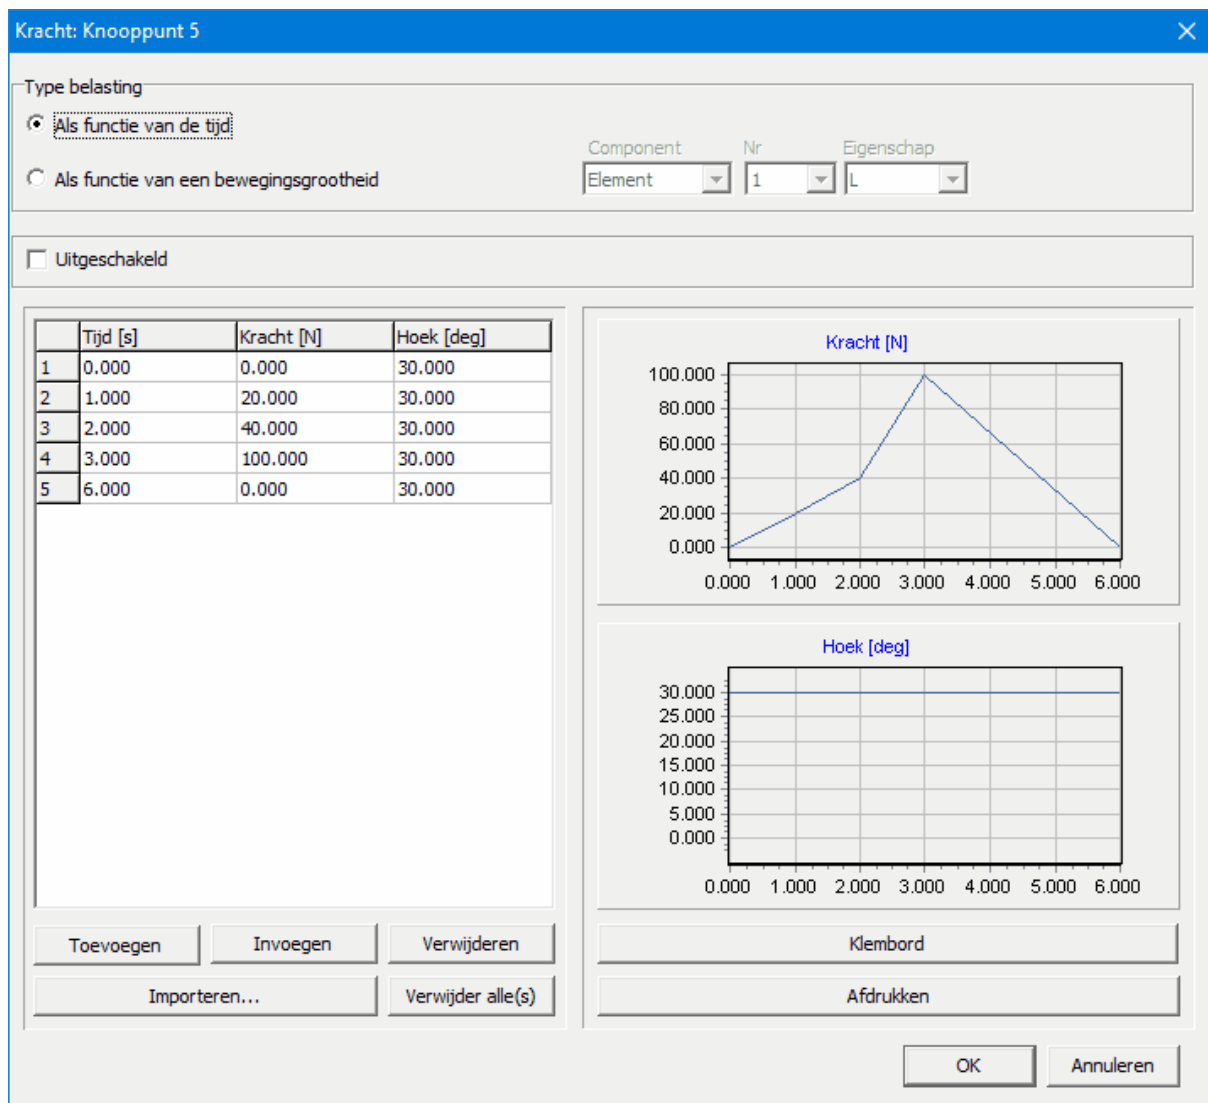 Kracht: Knooppunt 5
Type belasting
Als functie van de tijd
Component Nr Eigenschap
Als functie van een bewegingsgrootheid Element 1 L
Uitgeschakeld
Tijd [s] Kracht [N] Hoek [deg]
1 0.000 0.000 30.000
2 1.000 20.000 30.000
3 2.000 40.000 30.000
4 3.000 100.000 30.000
5 6.000 0.000 30.000
Toevoegen Invoegen Verwijderen
Importeren... Verwijder alle(s)
Kracht [N]
100.000
80.000
60.000
40.000
20.000
0.000
0.000 1.000 2.000 3.000 4.000 5.000 6.000
Hoek [deg]
30.000
25.000
20.000
15.000
10.000
5.000
0.000
0.000 1.000 2.000 3.000 4.000 5.000 6.000
Klembord
Afdrukken
OK Annuleren